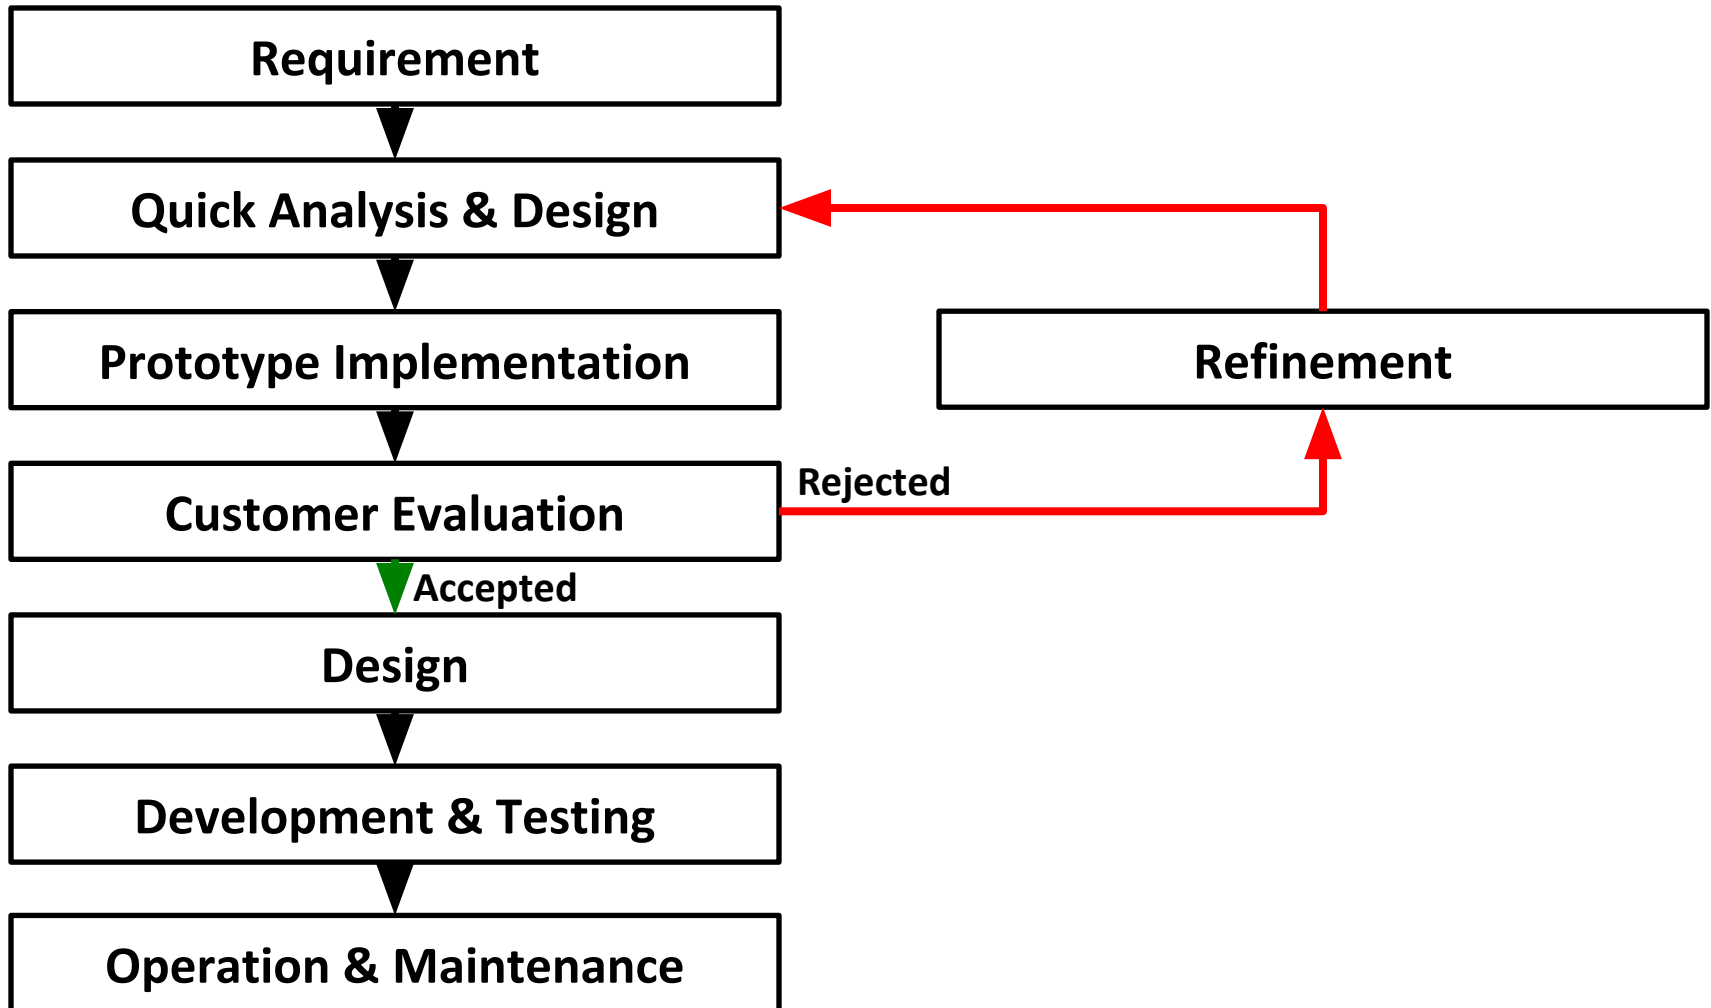 Requirement
Quick Analysis & Design
Prototype Implementation
Refinement
Customer Evaluation
Rejected
Accepted
Design
Development & Testing
Operation & Maintenance